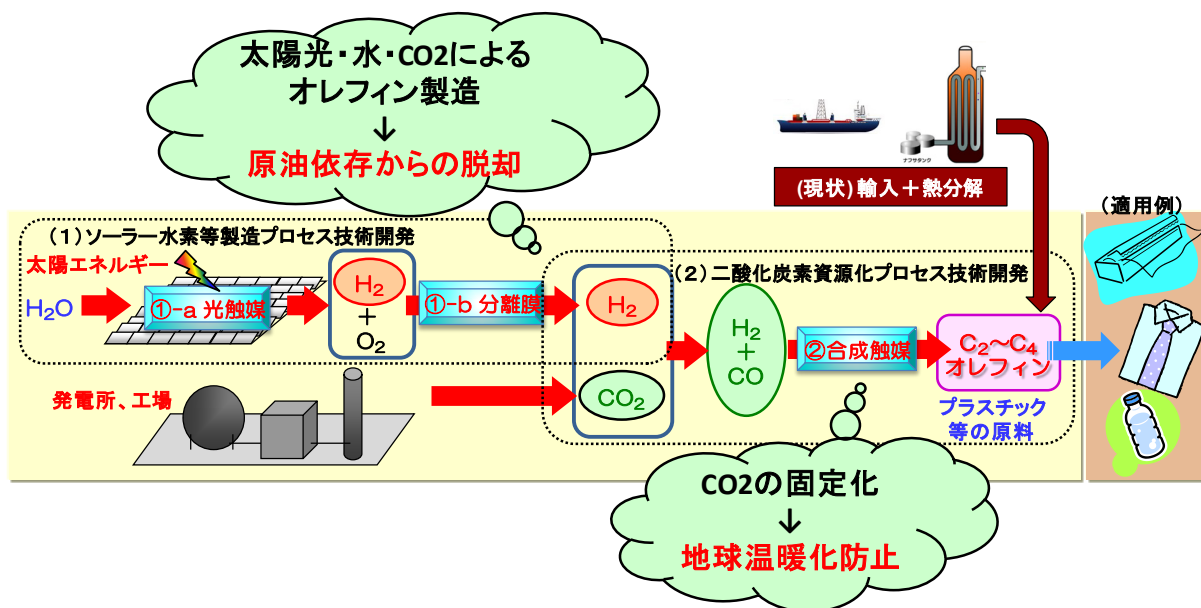 太陽光・水・CO2による
オレフィン製造
↓
原油依存からの脱却
ナフサタンク
(現状)輸入+熱分解
(適用例)
(1)ソーラー水素等製造プロセス技術開発
太陽エネルギー
H₂O
①-a 光触媒
H₂
+
O₂
①-b 分離膜
(2)二酸化炭素資源化プロセス技術開発
H₂
CO₂
H₂
+
CO
②合成触媒
C₂~C₄
オレフィン
プラスチック
等の原料
発電所、工場
CO2の固定化
↓
地球温暖化防止